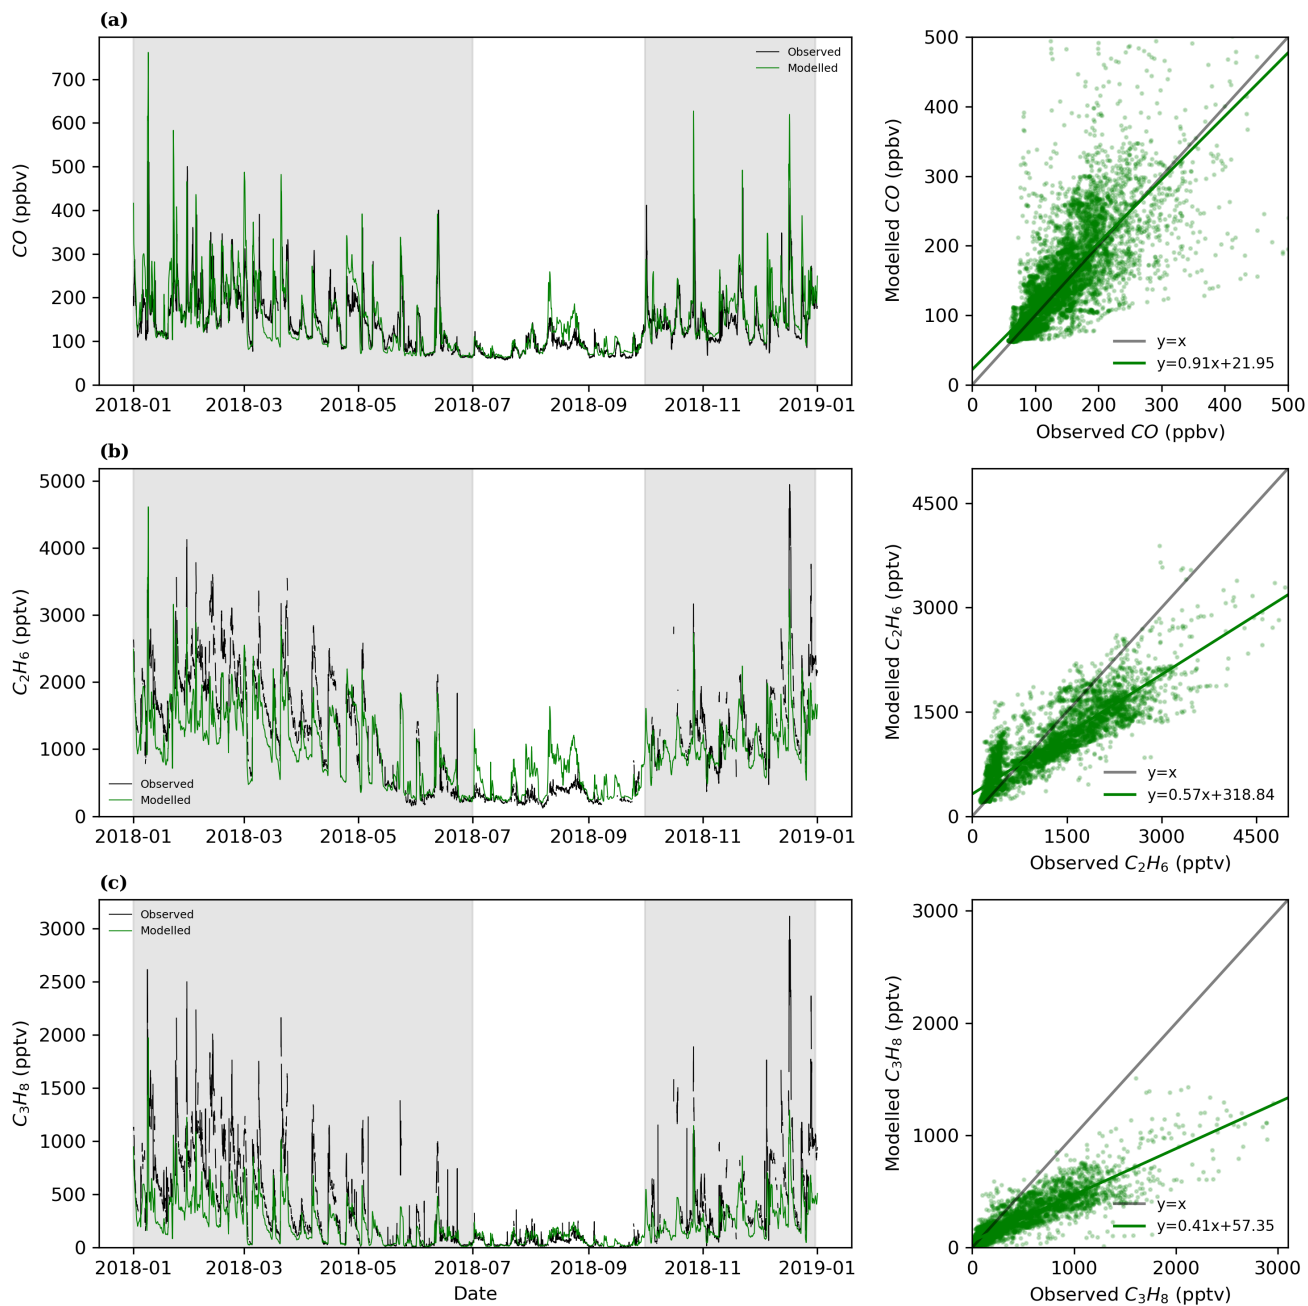 (a)
CO (ppbv)
700
600
500
400
300
200
100
0
Observed
Modelled
2018-01
2018-03
2018-05
2018-07
2018-09
2018-11
2019-01
Modelled CO (ppbv)
500
400
300
200
100
0
y=x
y=0.91x+21.95
0
100
200
300
400
500
Observed CO (ppbv)
(b)
C₂H₆ (pptv)
5000
4000
3000
2000
1000
0
Observed
Modelled
2018-01
2018-03
2018-05
2018-07
2018-09
2018-11
2019-01
Modelled C₂H₆ (pptv)
4500
3000
1500
0
y=x
y=0.57x+318.84
0
1500
3000
4500
Observed C₂H₆ (pptv)
(c)
C₃H₈ (pptv)
3000
2500
2000
1500
1000
500
0
Observed
Modelled
2018-01
2018-03
2018-05
2018-07
2018-09
2018-11
2019-01
Date
Modelled C₃H₈ (pptv)
3000
2000
1000
0
y=x
y=0.41x+57.35
0
1000
2000
3000
Observed C₃H₈ (pptv)